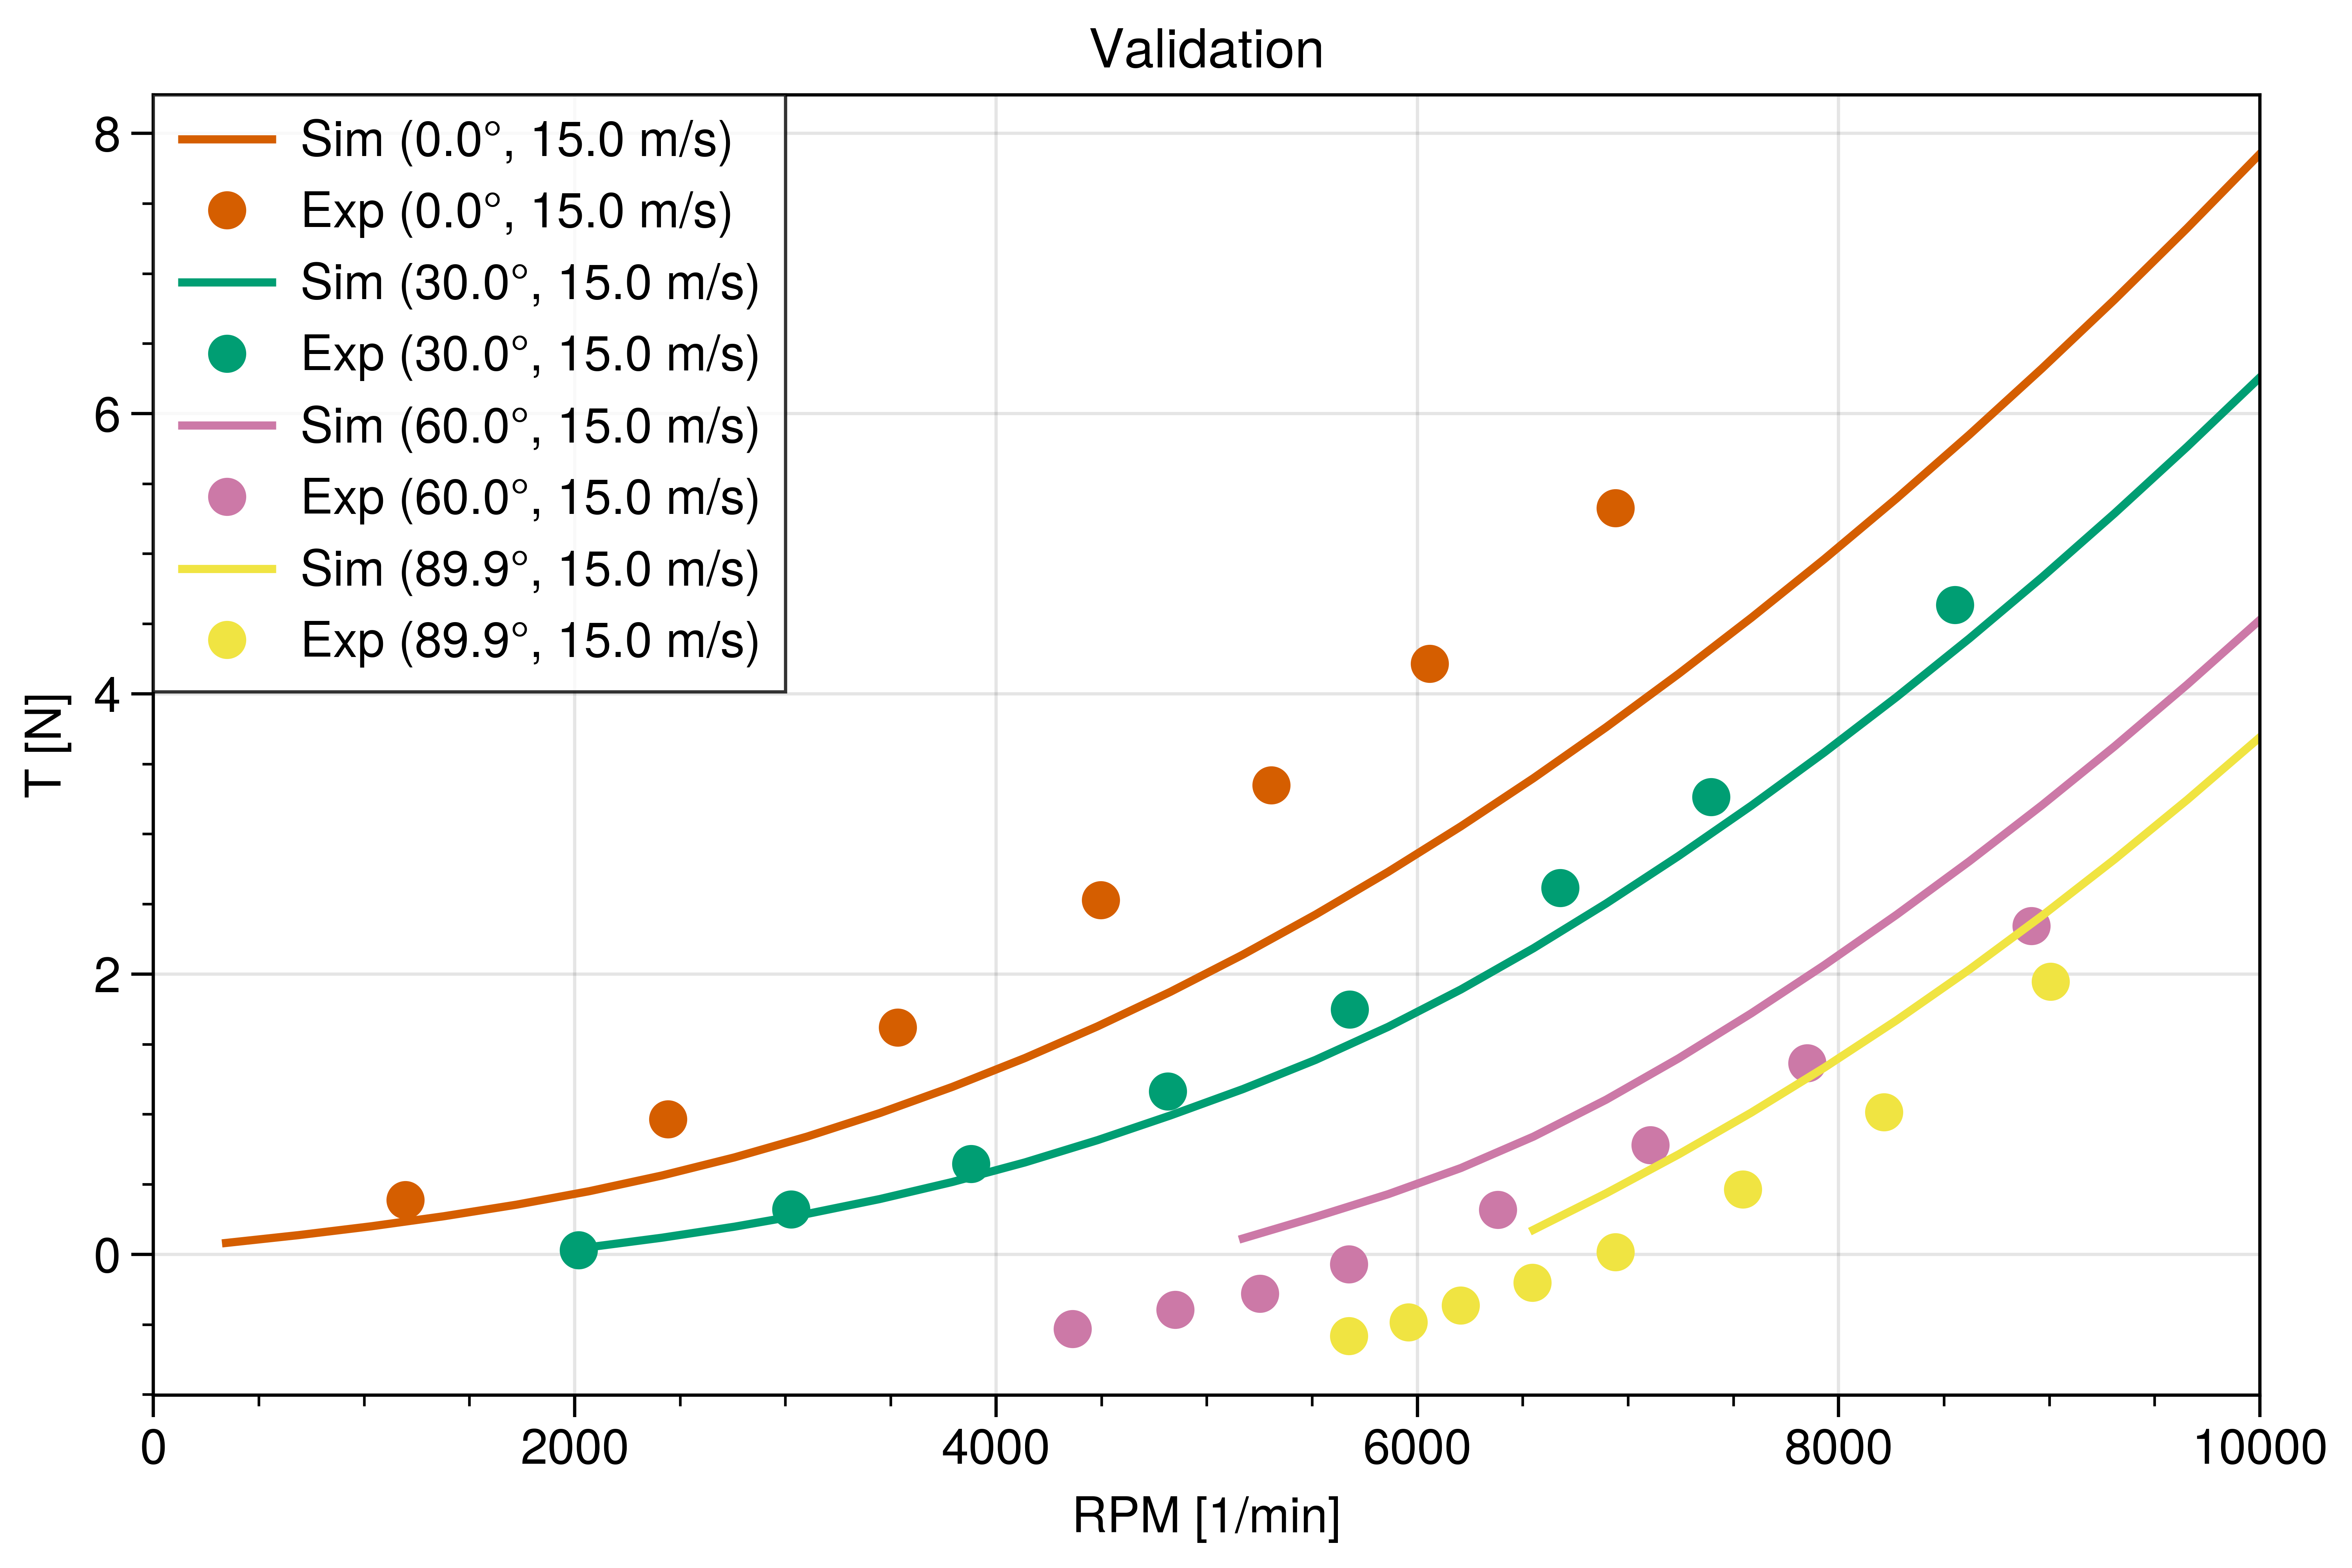 Validation
Sim (0.0°, 15.0 m/s)
Exp (0.0°, 15.0 m/s)
Sim (30.0°, 15.0 m/s)
Exp (30.0°, 15.0 m/s)
Sim (60.0°, 15.0 m/s)
Exp (60.0°, 15.0 m/s)
Sim (89.9°, 15.0 m/s)
Exp (89.9°, 15.0 m/s)
T [N]
8
6
4
2
0
0 2000 4000 6000 8000 10000
RPM [1/min]